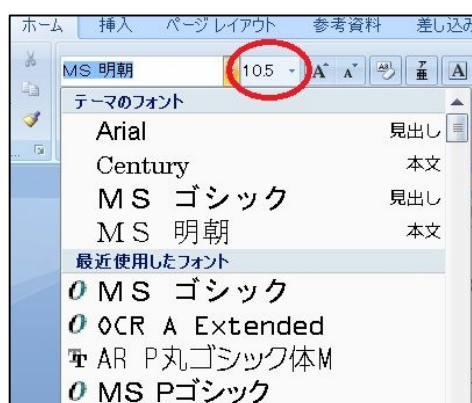 ホーム 挿入 ページ レイアウト 参考資料 差し込み
MS 明朝 10.5 A A ア亜 A
テーマのフォント
Arial 見出し
Century 本文
ＭＳ ゴシック 見出し
ＭＳ 明朝 本文
最近使用したフォント
O ＭＳ ゴシック
O OCR A Extended
Tr AR P丸ゴシック体M
O MS Pゴシック